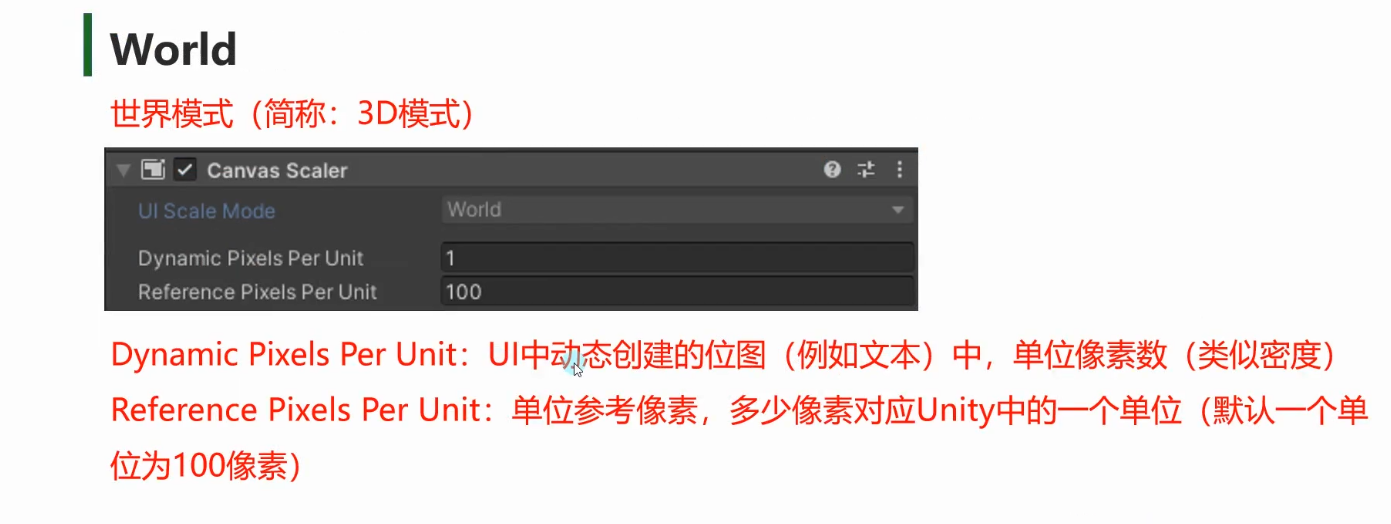 World
世界模式（简称：3D模式）
Canvas Scaler
UI Scale Mode World
Dynamic Pixels Per Unit 1
Reference Pixels Per Unit 100
Dynamic Pixels Per Unit：UI中动态创建的位图（例如文本）中，单位像素数（类似密度）
Reference Pixels Per Unit：单位参考像素，多少像素对应Unity中的一个单位（默认一个单
位为100像素）